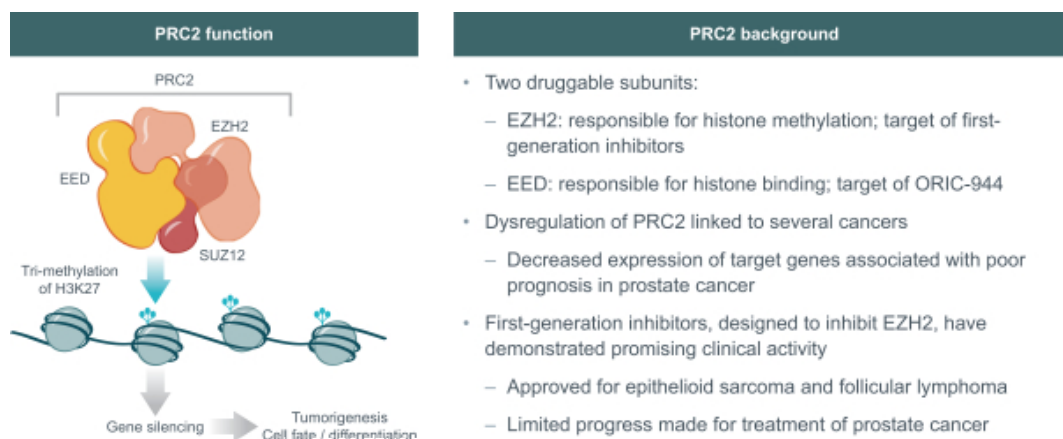 PRC2 function
PRC2
EZH2
EED
SUZ12
Tri-methylation
of H3K27
Gene silencing
Tumorigenesis
Cell fate / differentiation
PRC2 background
• Two druggable subunits:
– EZH2: responsible for histone methylation; target of first-
generation inhibitors
– EED: responsible for histone binding; target of ORIC-944
• Dysregulation of PRC2 linked to several cancers
– Decreased expression of target genes associated with poor
prognosis in prostate cancer
• First-generation inhibitors, designed to inhibit EZH2, have
demonstrated promising clinical activity
– Approved for epithelioid sarcoma and follicular lymphoma
– Limited progress made for treatment of prostate cancer